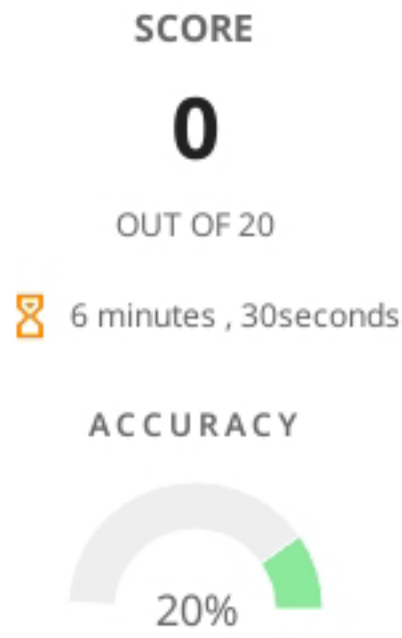 SCORE
0
OUT OF 20
6 minutes , 30seconds
ACCURACY
20%